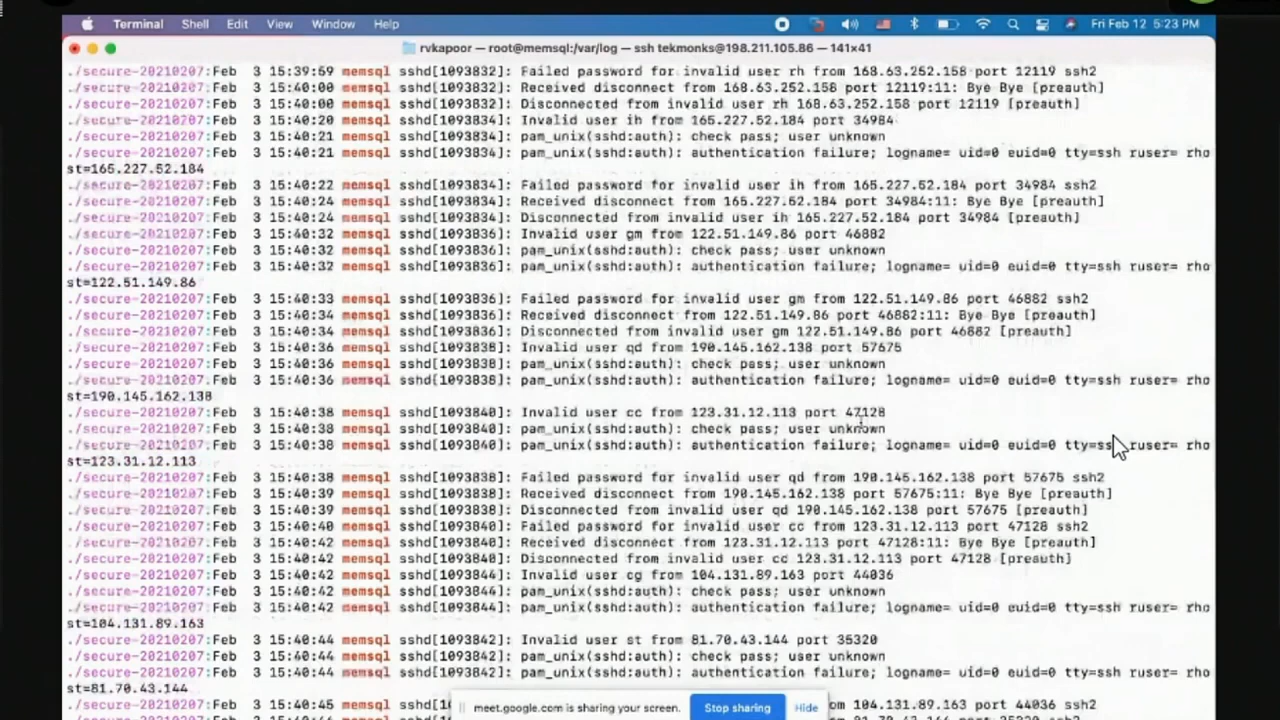 Terminal Shell Edit View Window Help Fri Feb 12 5:23 PM
rvkapoor — root@memsql:/var/log — ssh tekmonks@198.211.105.86 — 141×41
./secure-20210207:Feb  3 15:39:59 memsql sshd[1093832]: Failed password for invalid user rh from 168.63.252.158 port 12119 ssh2
./secure-20210207:Feb  3 15:40:00 memsql sshd[1093832]: Received disconnect from 168.63.252.158 port 12119:11: Bye Bye [preauth]
./secure-20210207:Feb  3 15:40:00 memsql sshd[1093832]: Disconnected from invalid user rh 168.63.252.158 port 12119 [preauth]
./secure-20210207:Feb  3 15:40:20 memsql sshd[1093834]: Invalid user ih from 165.227.52.184 port 34984
./secure-20210207:Feb  3 15:40:21 memsql sshd[1093834]: pam_unix(sshd:auth): check pass; user unknown
./secure-20210207:Feb  3 15:40:21 memsql sshd[1093834]: pam_unix(sshd:auth): authentication failure; logname= uid=0 euid=0 tty=ssh ruser= rho
st=165.227.52.184
./secure-20210207:Feb  3 15:40:22 memsql sshd[1093834]: Failed password for invalid user ih from 165.227.52.184 port 34984 ssh2
./secure-20210207:Feb  3 15:40:24 memsql sshd[1093834]: Received disconnect from 165.227.52.184 port 34984:11: Bye Bye [preauth]
./secure-20210207:Feb  3 15:40:24 memsql sshd[1093834]: Disconnected from invalid user ih 165.227.52.184 port 34984 [preauth]
./secure-20210207:Feb  3 15:40:32 memsql sshd[1093836]: Invalid user gm from 122.51.149.86 port 46882
./secure-20210207:Feb  3 15:40:32 memsql sshd[1093836]: pam_unix(sshd:auth): check pass; user unknown
./secure-20210207:Feb  3 15:40:32 memsql sshd[1093836]: pam_unix(sshd:auth): authentication failure; logname= uid=0 euid=0 tty=ssh ruser= rho
st=122.51.149.86
./secure-20210207:Feb  3 15:40:33 memsql sshd[1093836]: Failed password for invalid user gm from 122.51.149.86 port 46882 ssh2
./secure-20210207:Feb  3 15:40:34 memsql sshd[1093836]: Received disconnect from 122.51.149.86 port 46882:11: Bye Bye [preauth]
./secure-20210207:Feb  3 15:40:34 memsql sshd[1093836]: Disconnected from invalid user gm 122.51.149.86 port 46882 [preauth]
./secure-20210207:Feb  3 15:40:36 memsql sshd[1093838]: Invalid user qd from 190.145.162.138 port 57675
./secure-20210207:Feb  3 15:40:36 memsql sshd[1093838]: pam_unix(sshd:auth): check pass; user unknown
./secure-20210207:Feb  3 15:40:36 memsql sshd[1093838]: pam_unix(sshd:auth): authentication failure; logname= uid=0 euid=0 tty=ssh ruser= rho
st=190.145.162.138
./secure-20210207:Feb  3 15:40:38 memsql sshd[1093840]: Invalid user cc from 123.31.12.113 port 47128
./secure-20210207:Feb  3 15:40:38 memsql sshd[1093840]: pam_unix(sshd:auth): check pass; user unknown
./secure-20210207:Feb  3 15:40:38 memsql sshd[1093840]: pam_unix(sshd:auth): authentication failure; logname= uid=0 euid=0 tty=ssh ruser= rho
st=123.31.12.113
./secure-20210207:Feb  3 15:40:38 memsql sshd[1093838]: Failed password for invalid user qd from 190.145.162.138 port 57675 ssh2
./secure-20210207:Feb  3 15:40:39 memsql sshd[1093838]: Received disconnect from 190.145.162.138 port 57675:11: Bye Bye [preauth]
./secure-20210207:Feb  3 15:40:39 memsql sshd[1093838]: Disconnected from invalid user qd 190.145.162.138 port 57675 [preauth]
./secure-20210207:Feb  3 15:40:40 memsql sshd[1093840]: Failed password for invalid user cc from 123.31.12.113 port 47128 ssh2
./secure-20210207:Feb  3 15:40:42 memsql sshd[1093840]: Received disconnect from 123.31.12.113 port 47128:11: Bye Bye [preauth]
./secure-20210207:Feb  3 15:40:42 memsql sshd[1093840]: Disconnected from invalid user cc 123.31.12.113 port 47128 [preauth]
./secure-20210207:Feb  3 15:40:42 memsql sshd[1093844]: Invalid user cg from 104.131.89.163 port 44036
./secure-20210207:Feb  3 15:40:42 memsql sshd[1093844]: pam_unix(sshd:auth): check pass; user unknown
./secure-20210207:Feb  3 15:40:42 memsql sshd[1093844]: pam_unix(sshd:auth): authentication failure; logname= uid=0 euid=0 tty=ssh ruser= rho
st=104.131.89.163
./secure-20210207:Feb  3 15:40:44 memsql sshd[1093842]: Invalid user st from 81.70.43.144 port 35320
./secure-20210207:Feb  3 15:40:44 memsql sshd[1093842]: pam_unix(sshd:auth): check pass; user unknown
./secure-20210207:Feb  3 15:40:44 memsql sshd[1093842]: pam_unix(sshd:auth): authentication failure; logname= uid=0 euid=0 tty=ssh ruser= rho
st=81.70.43.144
./secure-20210207:Feb  3 15:40:45 memsql sshd[1 om 104.131.89.163 port 44036 ssh2
meet.google.com is sharing your screen. Stop sharing Hide